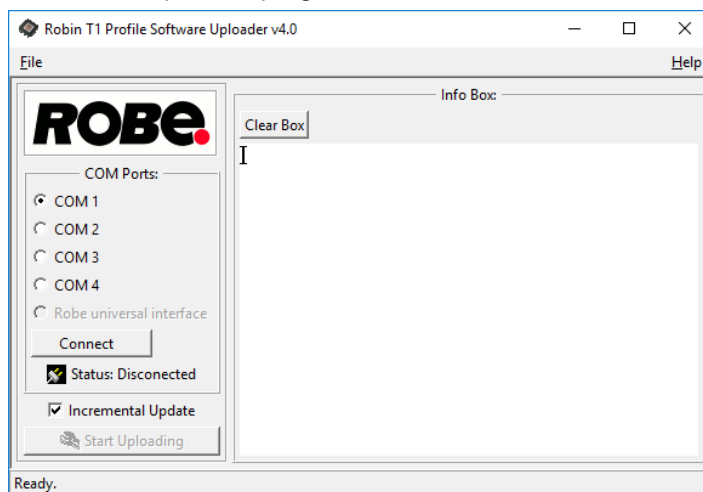 Robin T1 Profile Software Uploader v4.0
File
Help
ROBE
COM Ports:
COM 1
COM 2
COM 3
COM 4
Robe universal interface
Connect
Status: Disconected
Incremental Update
Start Uploading
Info Box:
Clear Box
Ready.